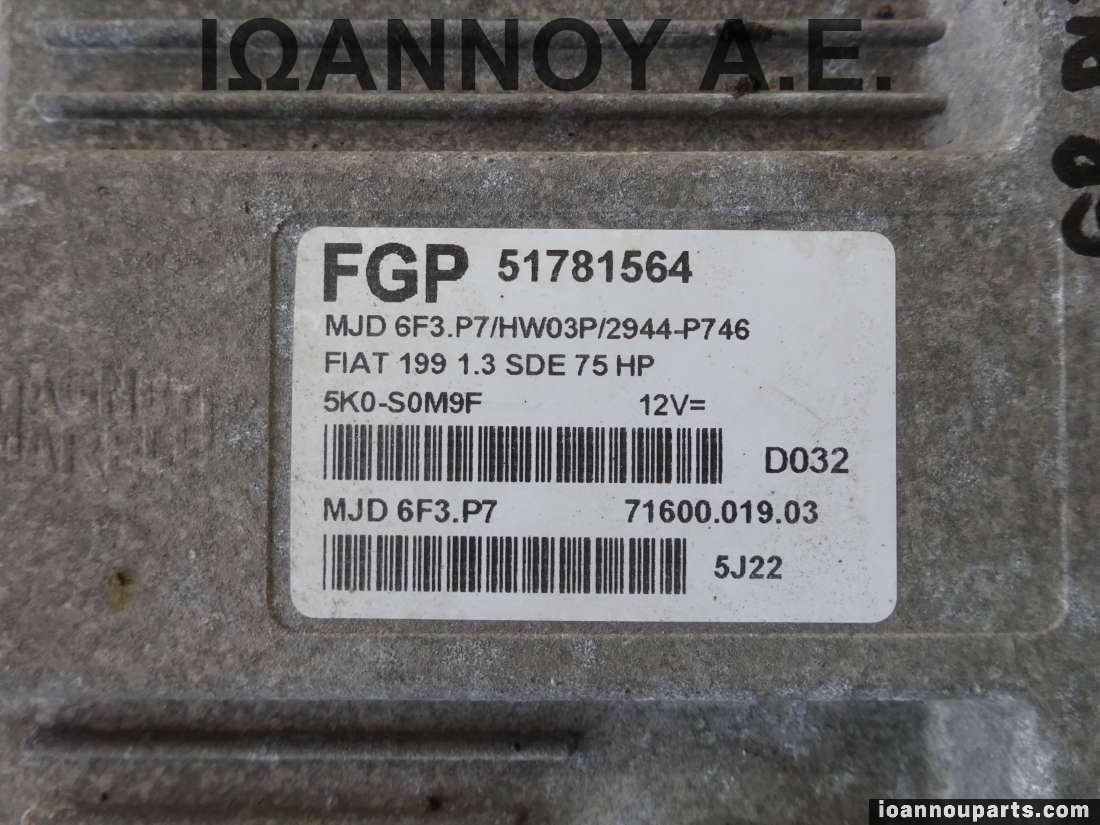 ΙΩΑΝΝΟΥ Α.Ε.
FGP 51781564
MJD 6F3.P7/HW03P/2944-P746
FIAT 199 1.3 SDE 75 HP
5K0-S0M9F 12V=
D032
MJD 6F3.P7 71600.019.03
5J22
ioannouparts.com